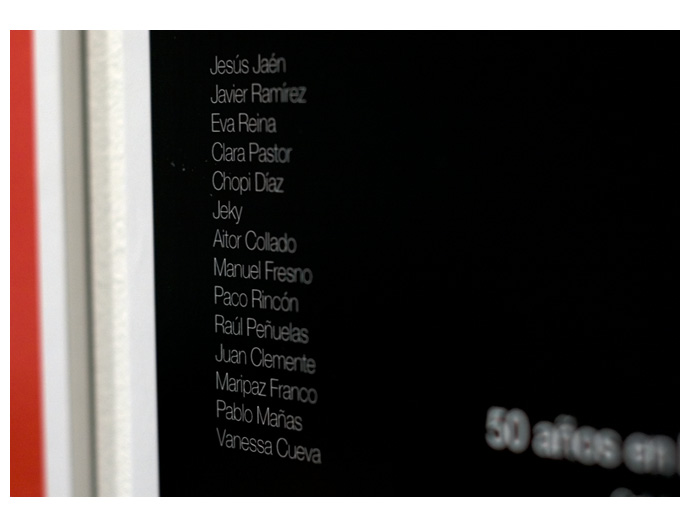 Jesús Jaén
Javier Ramírez
Eva Reina
Clara Pastor
Chopi Díaz
Jeky
Aitor Collado
Manuel Fresno
Paco Rincón
Raúl Peñuelas
Juan Clemente
Maripaz Franco
Pablo Mañas
Vanessa Cueva
50 años en